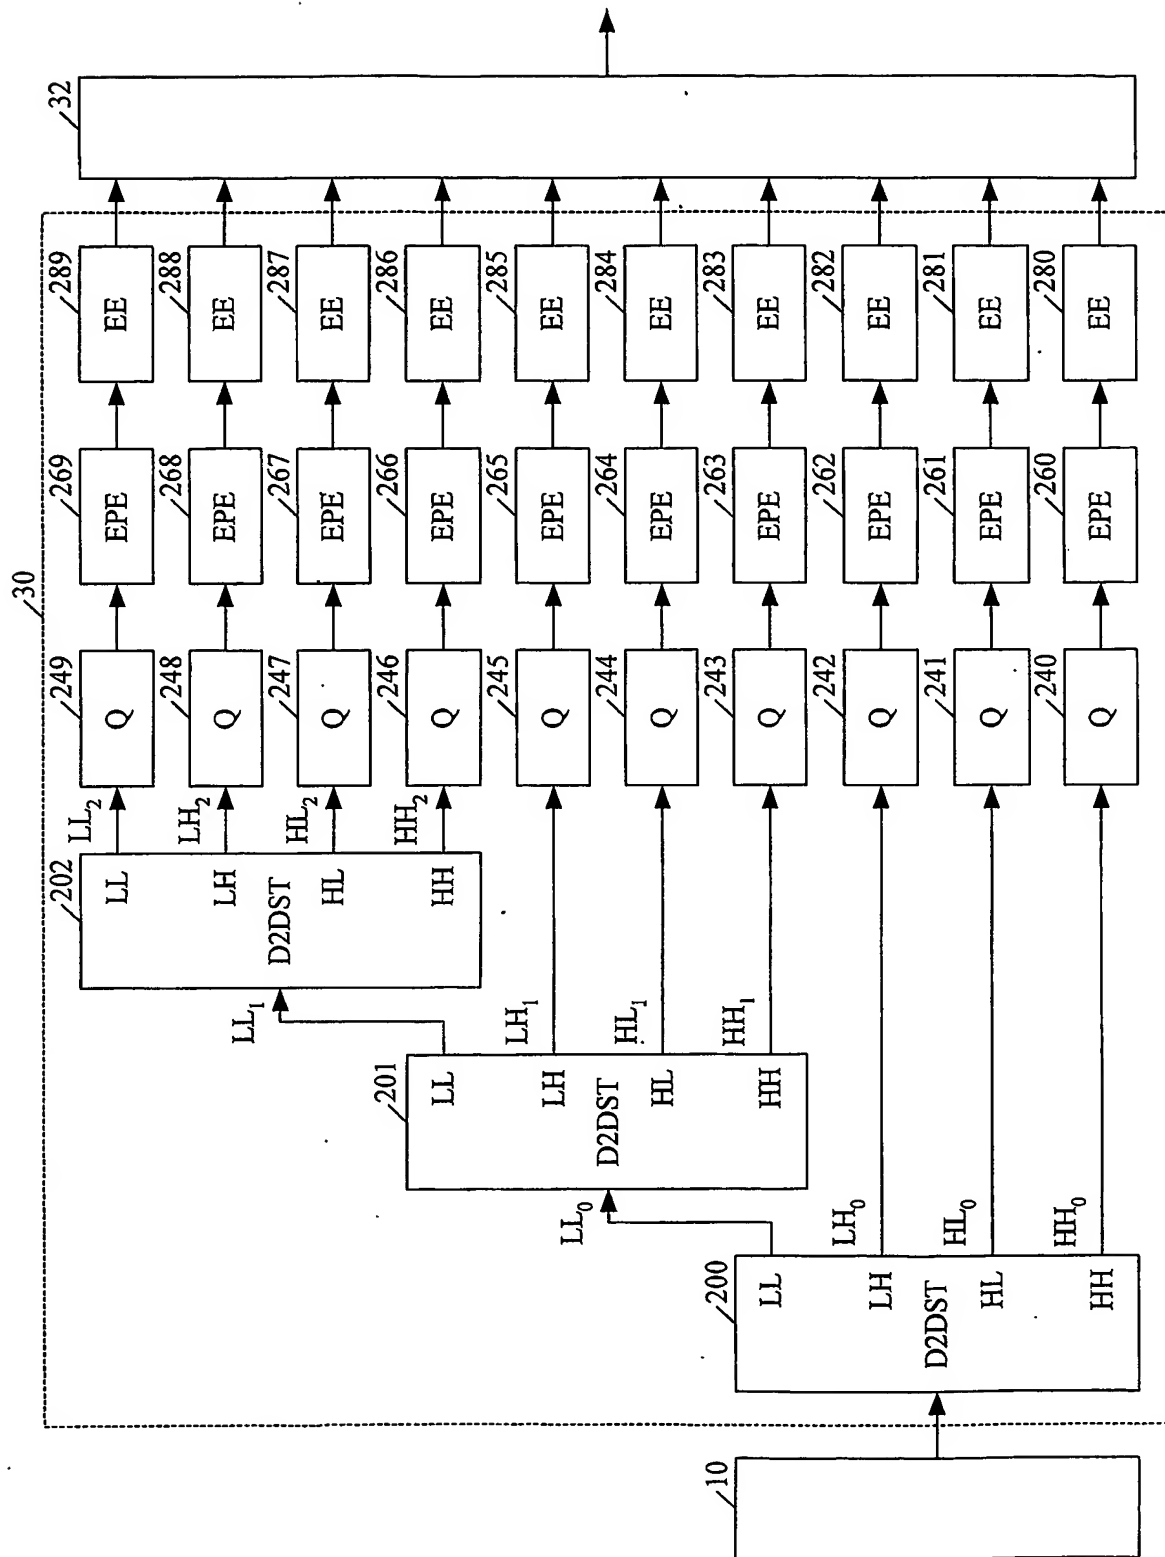 32
30
289
EE
288
EE
287
EE
286
EE
285
EE
284
EE
283
EE
282
EE
281
EE
280
EE
269
EPE
268
EPE
267
EPE
266
EPE
265
EPE
264
EPE
263
EPE
262
EPE
261
EPE
260
EPE
249
Q
248
Q
247
Q
246
Q
245
Q
244
Q
243
Q
242
Q
241
Q
240
Q
LL2
LH2
HL2
HH2
202
LL
LH
HL
HH
D2DST
LL1
LH1
HL1
HH1
201
LL
LH
HL
HH
D2DST
LL0
LH0
HL0
HH0
200
LL
LH
HL
HH
D2DST
10